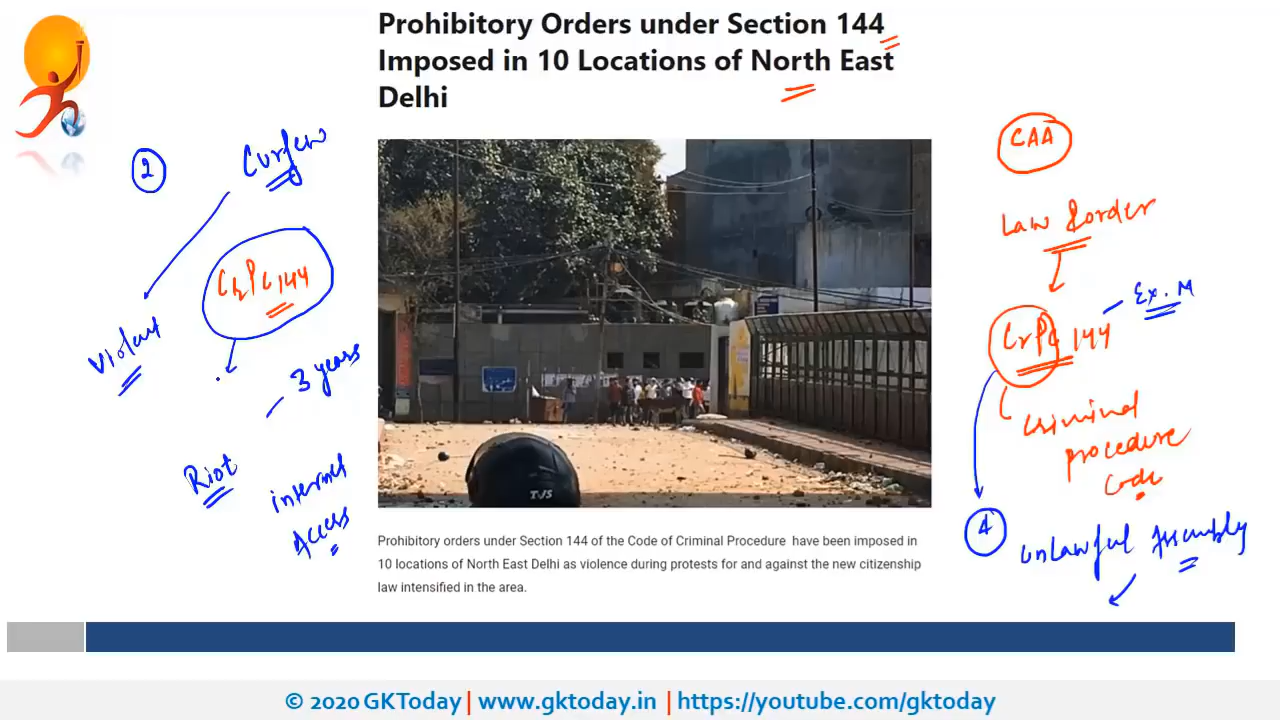 Prohibitory Orders under Section 144
Imposed in 10 Locations of North East
Delhi
2
Curfew
CrPC 144
Violent
3 years
Riot
internet
Access
CAA
Law & order
CrPC 144
Ex. M
Criminal
procedure
Code
4
unlawful Assembly
TVS
Prohibitory orders under Section 144 of the Code of Criminal Procedure have been imposed in
10 locations of North East Delhi as violence during protests for and against the new citizenship
law intensified in the area.
© 2020 GKToday | www.gktoday.in | https://youtube.com/gktoday